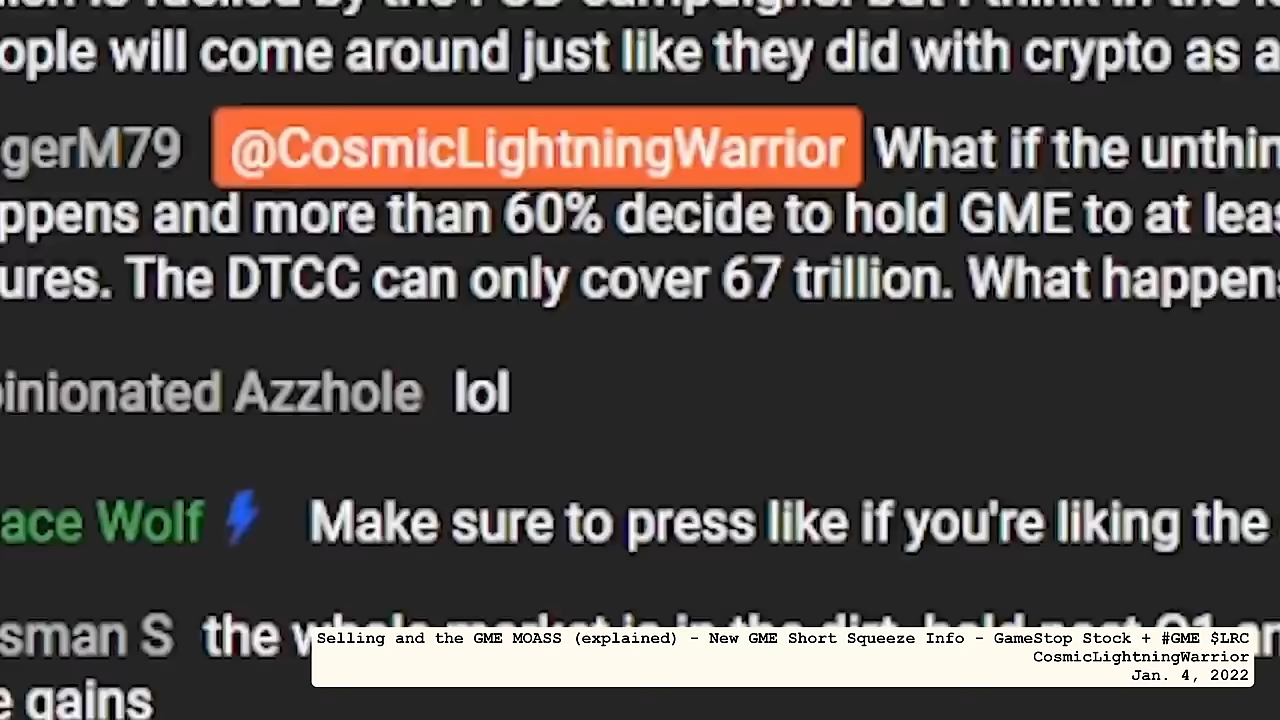 ople will come around just like they did with crypto as a
gerM79 @CosmicLightningWarrior What if the unthin
ppens and more than 60% decide to hold GME to at leas
ures. The DTCC can only cover 67 trillion. What happens
pinionated Azzhole lol
ace Wolf Make sure to press like if you're liking the
sman S the
e gains
Selling and the GME MOASS (explained) - New GME Short Squeeze Info - GameStop Stock + #GME $LRC
CosmicLightningWarrior
Jan. 4, 2022